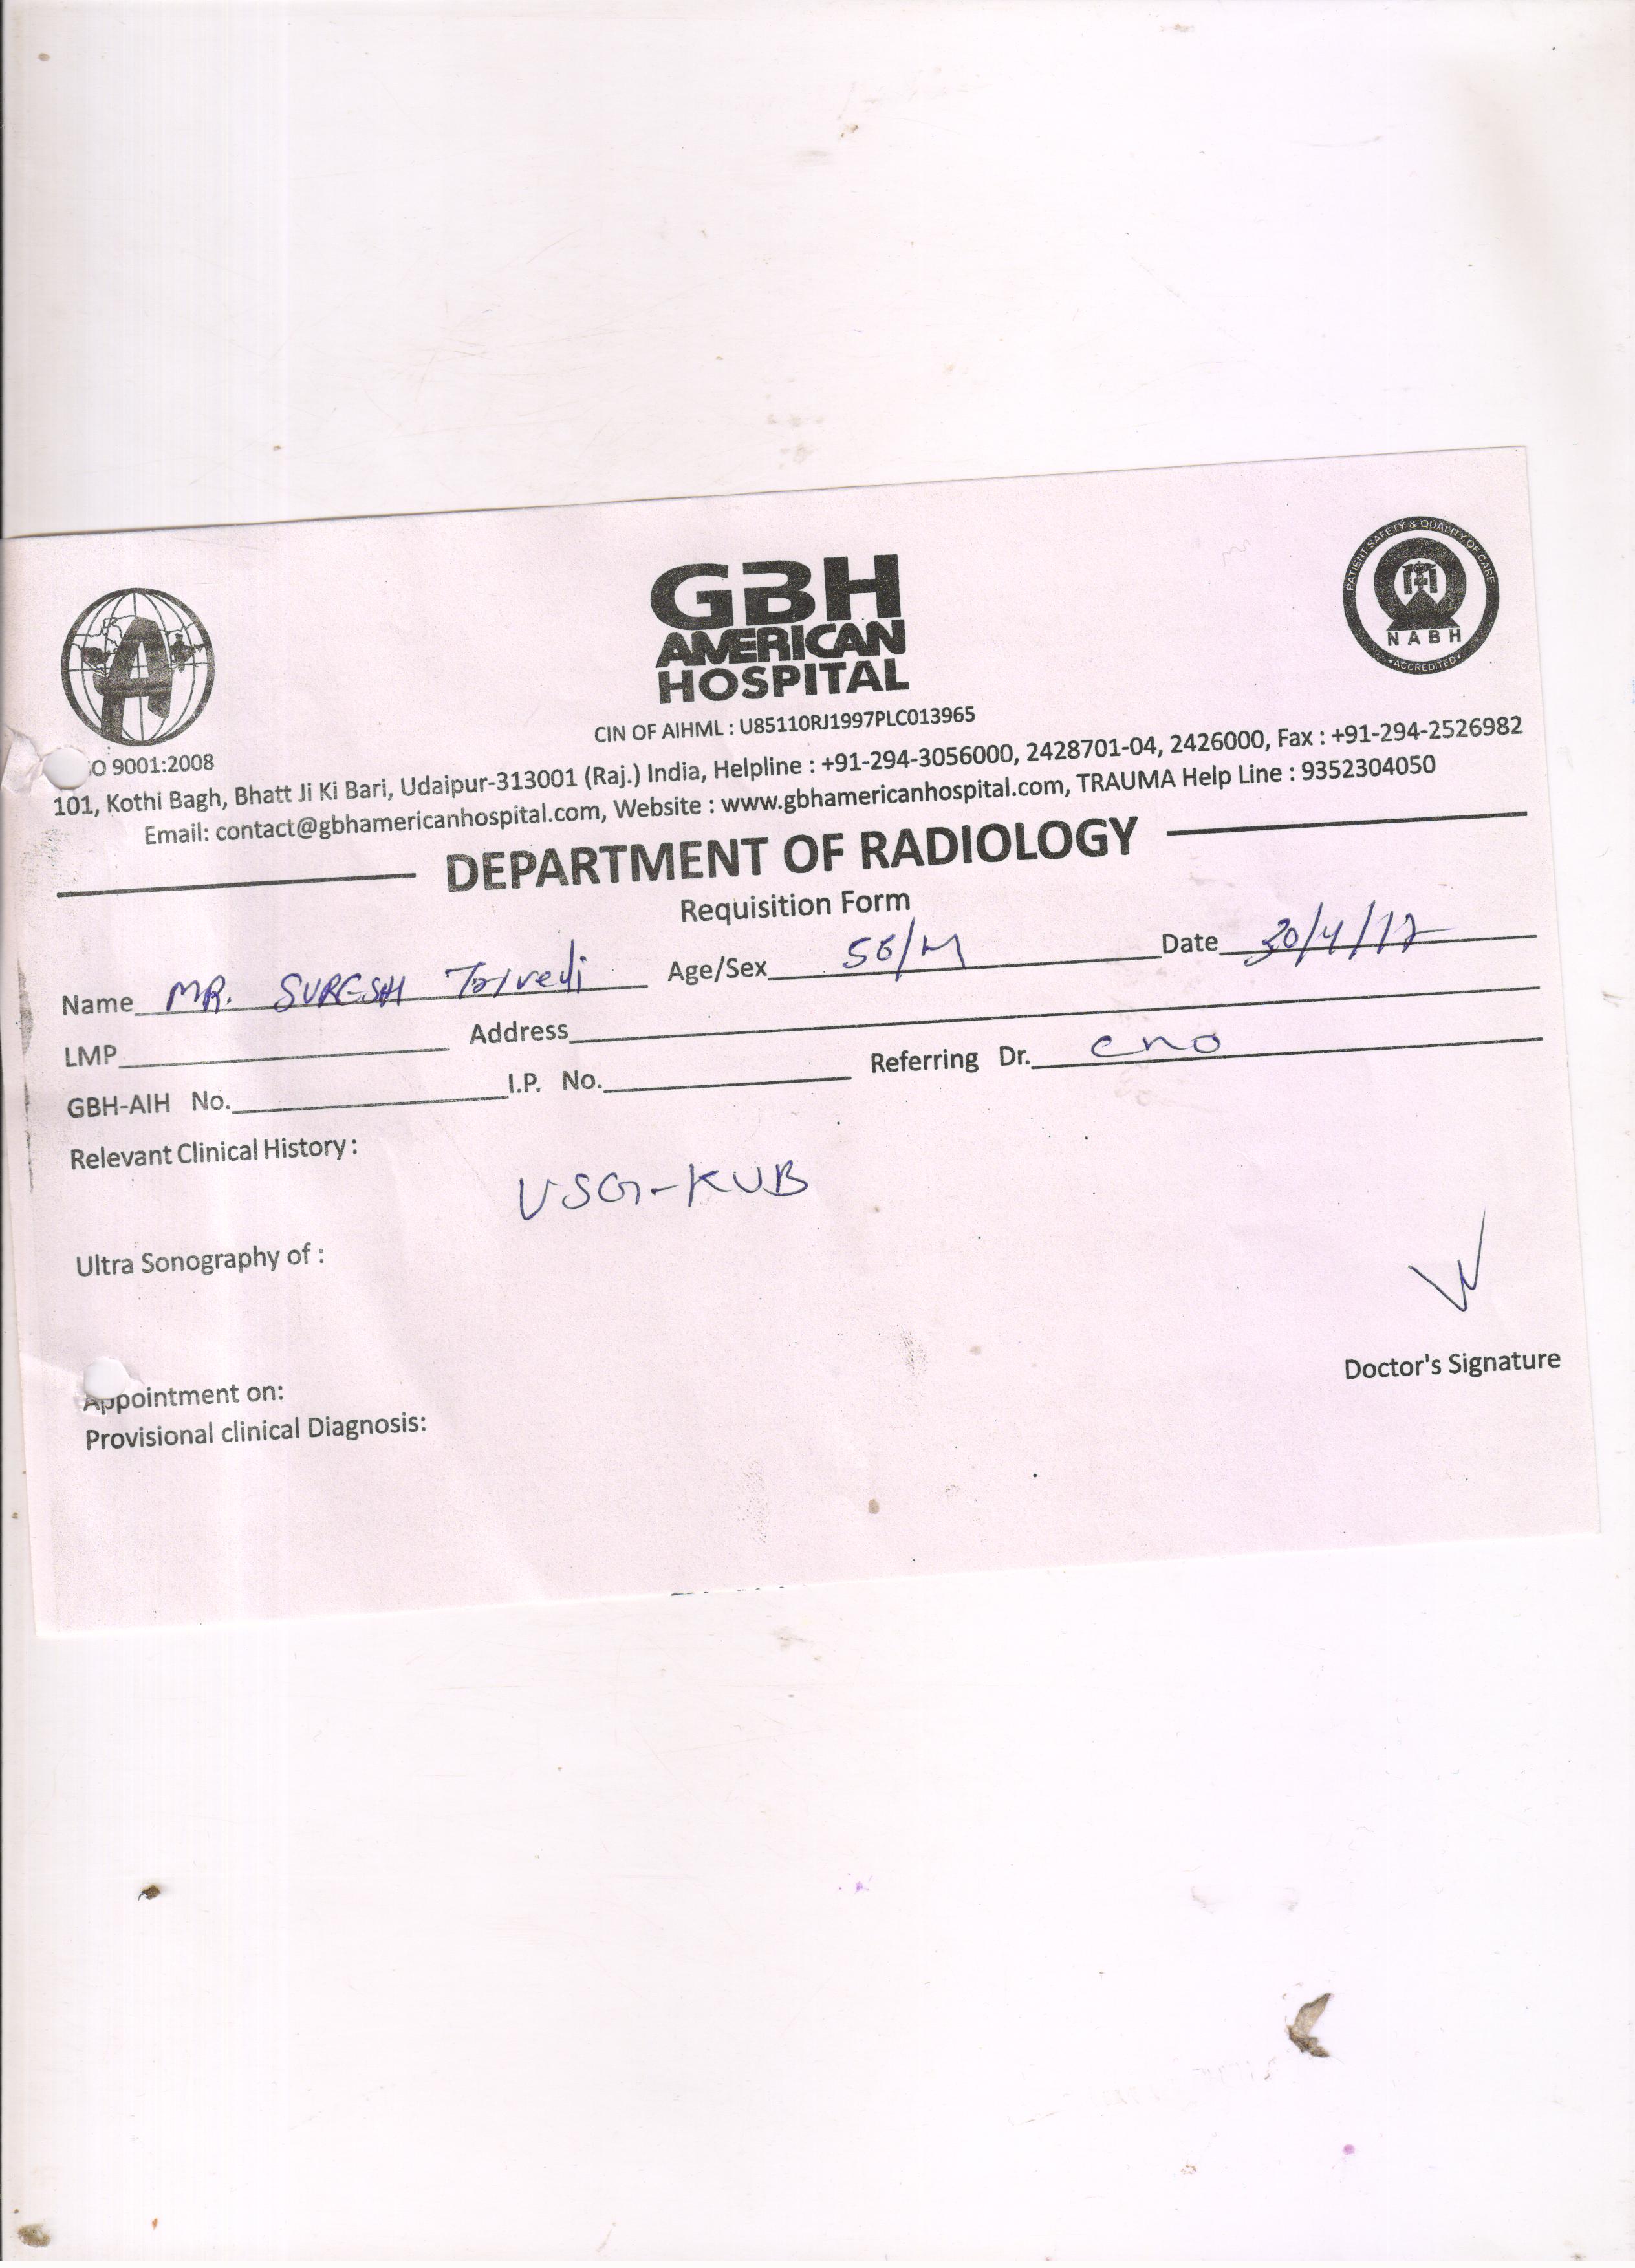 PATIENT SAFETY & QUALITY OF CARE
NABH
• ACCREDITED •
GBH
AMERICAN
HOSPITAL
CIN OF AIHML : U85110RJ1997PLC013965
9001:2008
101, Kothi Bagh, Bhatt Ji Ki Bari, Udaipur-313001 (Raj.) India, Helpline : +91-294-3056000, 2428701-04, 2426000, Fax : +91-294-2526982
Email: contact@gbhamericanhospital.com, Website : www.gbhamericanhospital.com, TRAUMA Help Line : 9352304050
DEPARTMENT OF RADIOLOGY
Requisition Form
Name MR. SURESH Trivedi Age/Sex 56/M Date 30/4/17
LMP Address
GBH-AIH No. I.P. No. Referring Dr. CMO
Relevant Clinical History :
USG-KUB
Ultra Sonography of :
Doctor's Signature
Appointment on:
Provisional clinical Diagnosis: